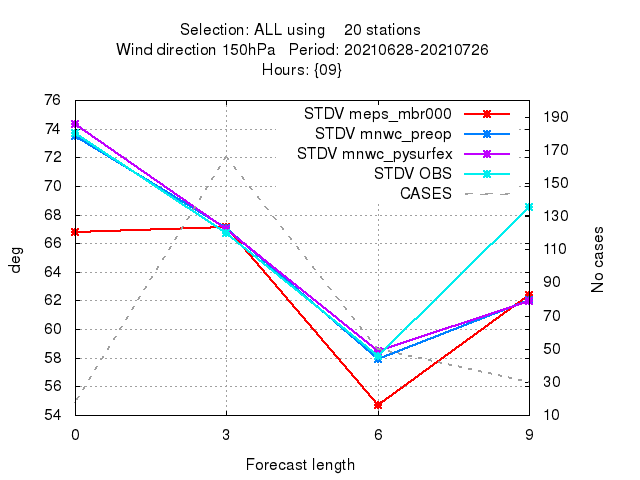 Selection: ALL using    20 stations
Wind direction 150hPa   Period: 20210628-20210726
Hours: {09}
STDV meps_mbr000
STDV mnwc_preop
STDV mnwc_pysurfex
STDV OBS
CASES
deg
76
74
72
70
68
66
64
62
60
58
56
54
190
170
150
130
110
90
70
50
30
10
No cases
0 3 6 9
Forecast length